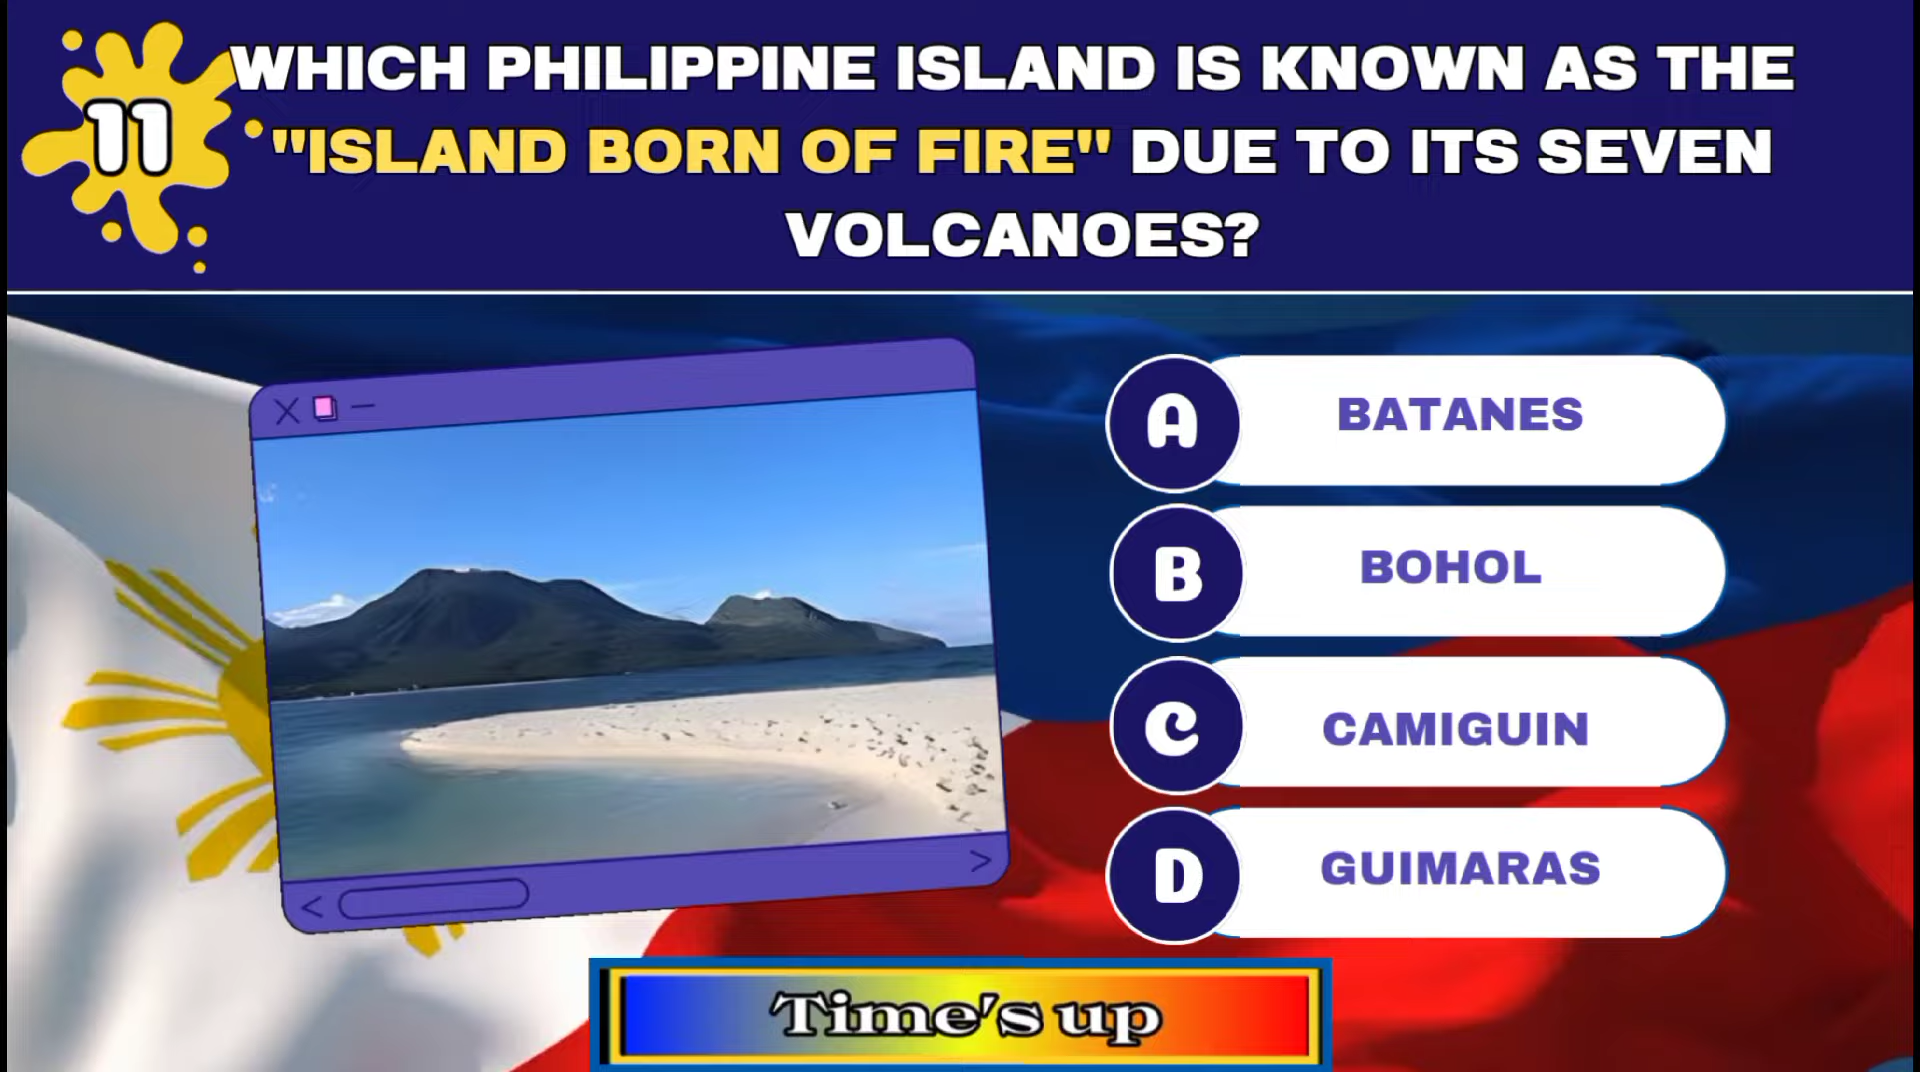 11
WHICH PHILIPPINE ISLAND IS KNOWN AS THE
"ISLAND BORN OF FIRE" DUE TO ITS SEVEN
VOLCANOES?
A BATANES
B BOHOL
C CAMIGUIN
D GUIMARAS
Time's up